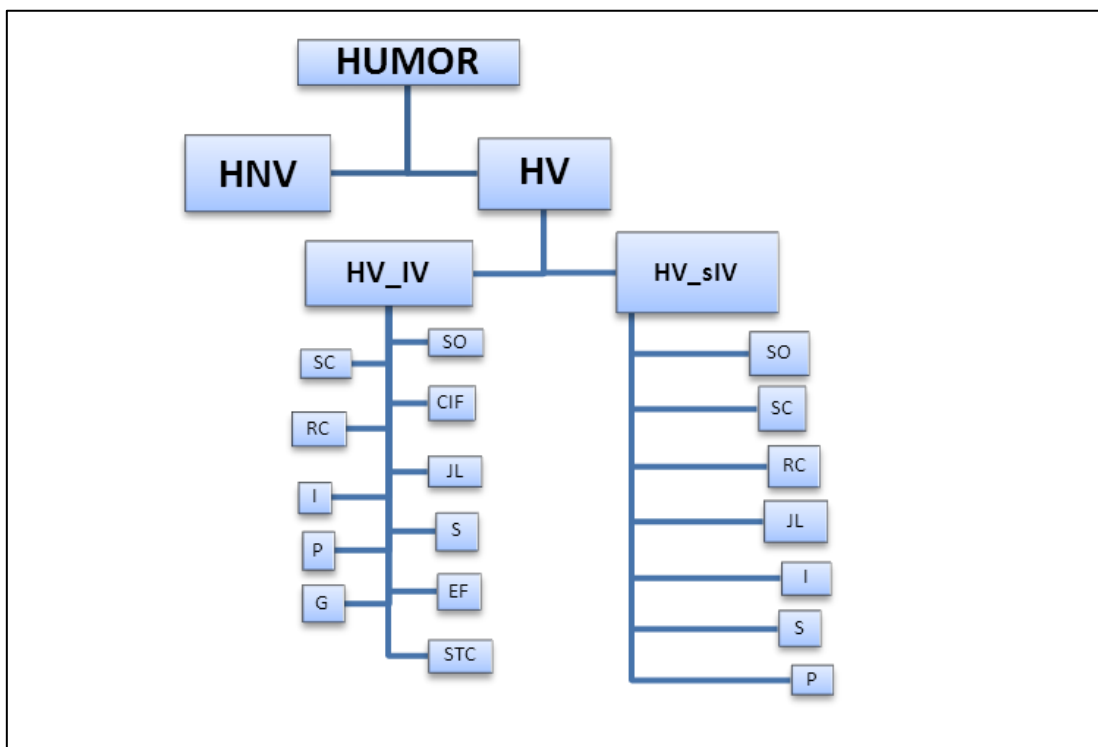 HUMOR
HNV
HV
HV_IV
HV_sIV
SO
SC
CIF
RC
JL
I
S
P
EF
G
STC
SO
SC
RC
JL
I
S
P